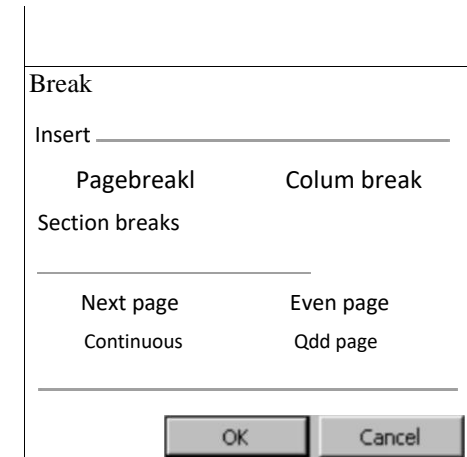 Break
Insert
Pagebreakl Colum break
Section breaks
Next page Even page
Continuous Qdd page
OK Cancel